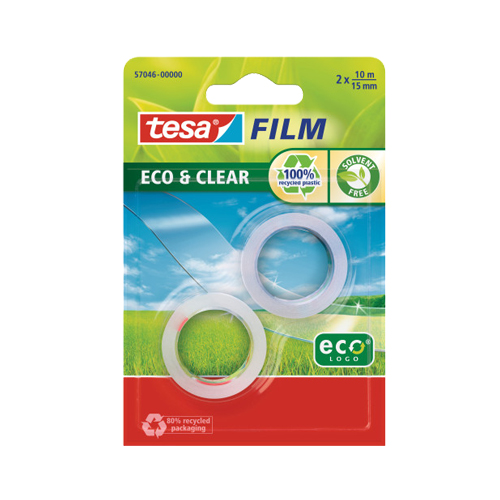 57046-00000
2 x 10 m
15 mm
tesa FILM
ECO & CLEAR
100%
recycled plastic
SOLVENT
FREE
eco
LOGO
80% recycled
packaging